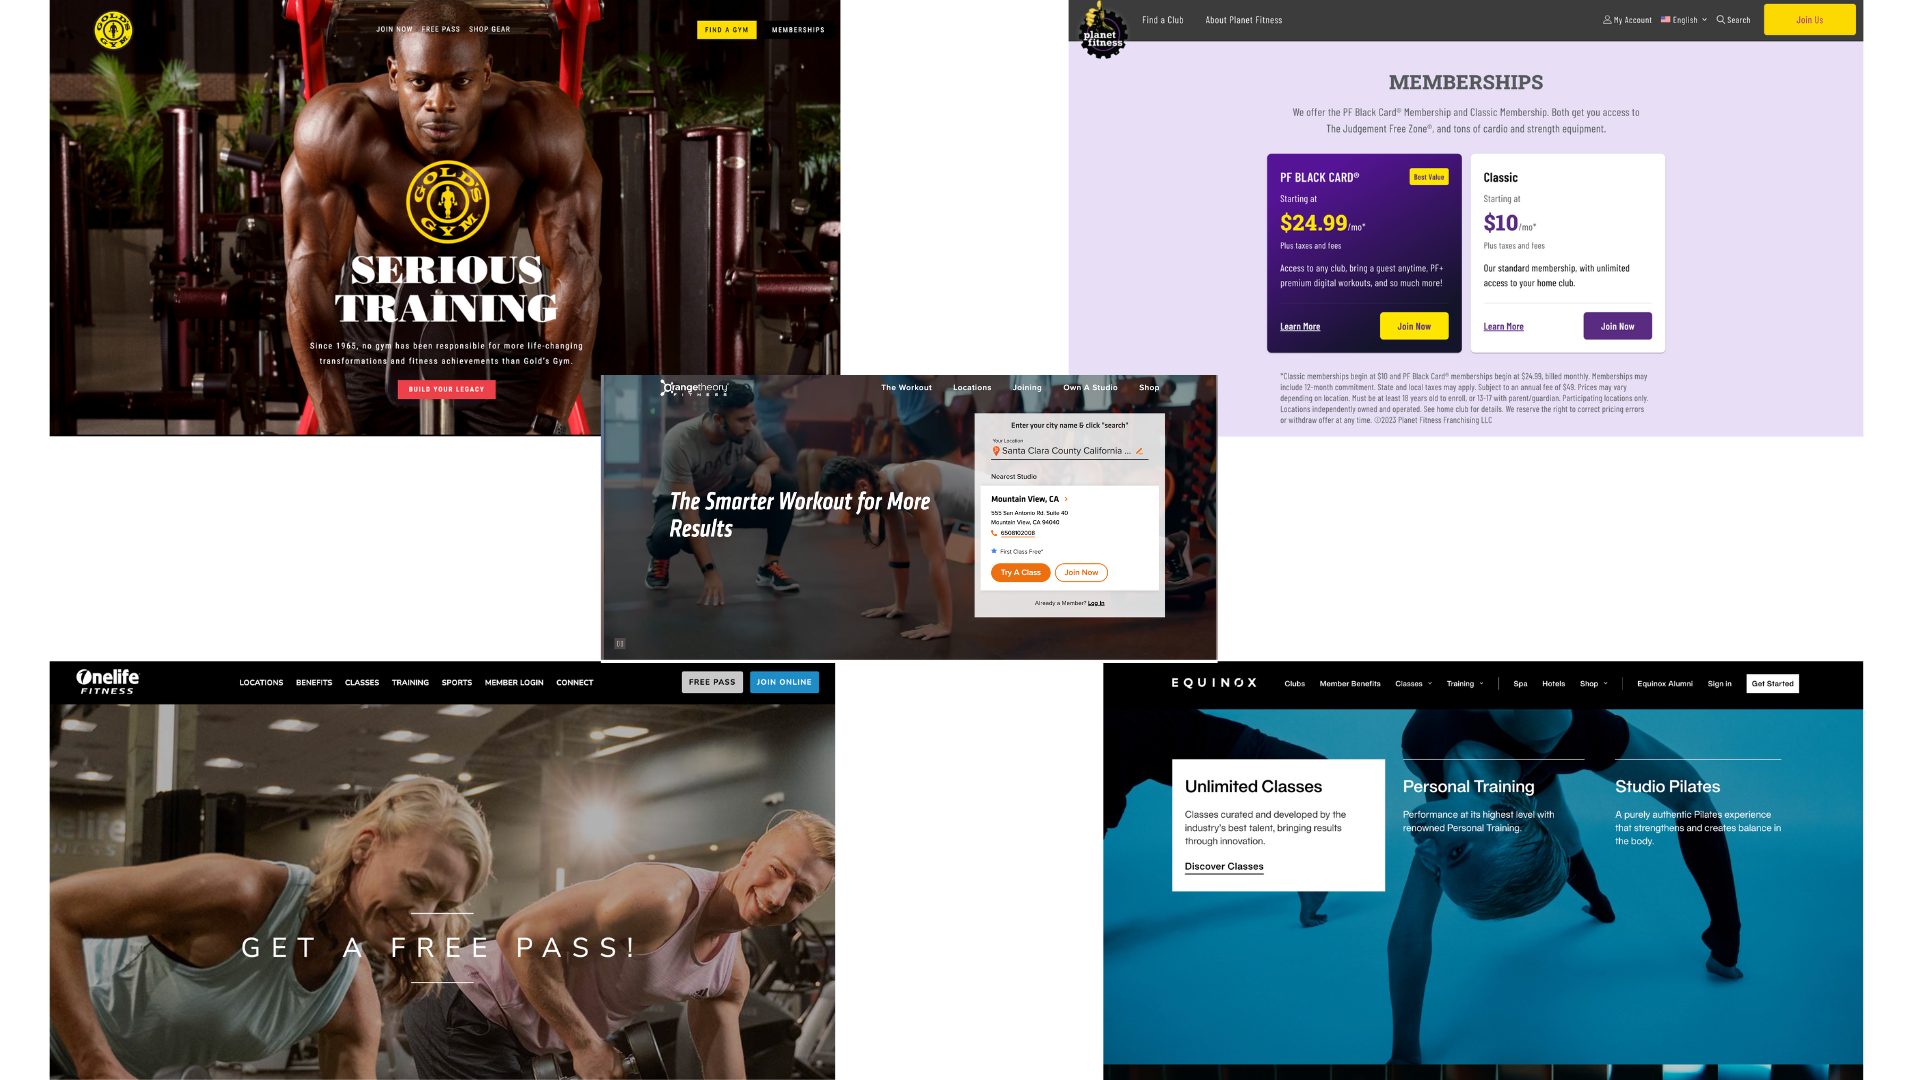 GOLD'S GYM
JOIN NOW FREE PASS SHOP GEAR
FIND A GYM
MEMBERSHIPS
GOLD'S GYM
SERIOUS
TRAINING
Since 1965, no gym has been responsible for more life-changing
transformations and fitness achievements than Gold's Gym.
BUILD YOUR LEGACY
planet
fitness
Find a Club
About Planet Fitness
My Account
English
Search
Join Us
MEMBERSHIPS
We offer the PF Black Card® Membership and Classic Membership. Both get you access to
The Judgement Free Zone®, and tons of cardio and strength equipment.
PF BLACK CARD®
Best Value
Starting at
$24.99/mo*
Plus taxes and fees
Access to any club, bring a guest anytime, PF+
premium digital workouts, and so much more!
Learn More
Join Now
Classic
Starting at
$10/mo*
Plus taxes and fees
Our standard membership, with unlimited
access to your home club.
Learn More
Join Now
*Classic memberships begin at $10 and PF Black Card® memberships begin at $24.99, billed monthly. Memberships may
include 12-month commitment. State and local taxes may apply. Subject to an annual fee of $49. Prices may vary
depending on location. Must be at least 18 years old to enroll, or 13-17 with parent/guardian. Participating locations only.
Locations independently owned and operated. See home club for details. We reserve the right to correct pricing errors
or withdraw offer at any time. ©2023 Planet Fitness Franchising LLC
Orangetheory
FITNESS
The Workout
Locations
Joining
Own A Studio
Shop
The Smarter Workout for More
Results
Enter your city name & click "search"
Your Location
Santa Clara County California ...
Nearest Studio
Mountain View, CA
555 San Antonio Rd. Suite 40
Mountain View, CA 94040
6508102008
First Class Free*
Try A Class
Join Now
Already a Member? Log In
Onelife
FITNESS
LOCATIONS BENEFITS CLASSES TRAINING SPORTS MEMBER LOGIN CONNECT
FREE PASS
JOIN ONLINE
GET A FREE PASS!
EQUINOX
Clubs
Member Benefits
Classes
Training
Spa
Hotels
Shop
Equinox Alumni
Sign in
Get Started
Unlimited Classes
Classes curated and developed by the
industry's best talent, bringing results
through innovation.
Discover Classes
Personal Training
Performance at its highest level with
renowned Personal Training.
Studio Pilates
A purely authentic Pilates experience
that strengthens and creates balance in
the body.